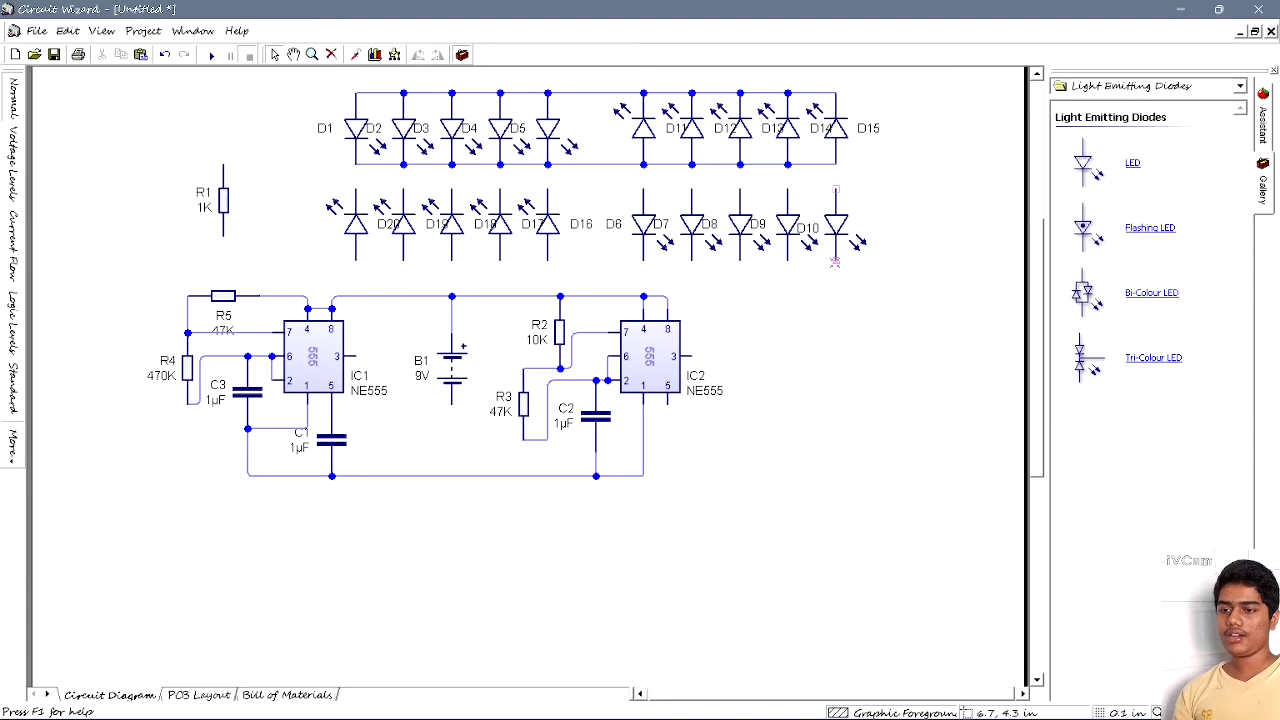 Circuit Wizard - [Untitled *]
File Edit View Project Window Help
Normal
Voltage Levels
Current Flow
Logic Levels
Standard
More
Light Emitting Diodes
Light Emitting Diodes
LED
Flashing LED
Bi-Colour LED
Tri-Colour LED
Assistant
Gallery
D1 D2 D3 D4 D5 D11 D12 D13 D14 D15
R1
1K
D20 D19 D18 D17 D16 D6 D7 D8 D9 D10
R5
47K
R4
470K
C3
1µF
7 4 8
6 555 3
2 1 5
IC1
NE555
C1
1µF
B1
9V
+
R2
10K
R3
47K
C2
1µF
7 4 8
6 555 3
2 1 5
IC2
NE555
iVCam
Circuit Diagram PCB Layout Bill of Materials
Press F1 for help
Graphic Foregroun 6.7, 4.3 in 0.1 in